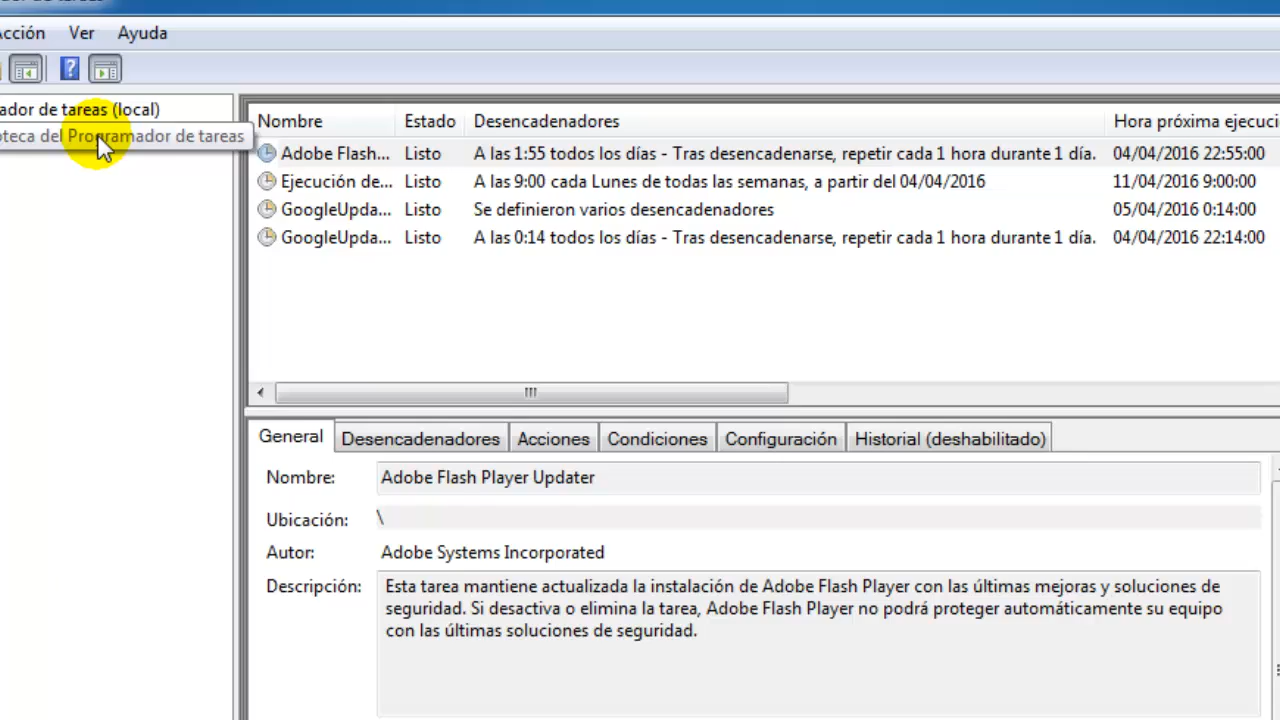 Acción Ver Ayuda
ador de tareas (local)
oteca del Programador de tareas
Nombre Estado Desencadenadores Hora próxima ejecuci
Adobe Flash... Listo A las 1:55 todos los días - Tras desencadenarse, repetir cada 1 hora durante 1 día. 04/04/2016 22:55:00
Ejecución de... Listo A las 9:00 cada Lunes de todas las semanas, a partir del 04/04/2016 11/04/2016 9:00:00
GoogleUpda... Listo Se definieron varios desencadenadores 05/04/2016 0:14:00
GoogleUpda... Listo A las 0:14 todos los días - Tras desencadenarse, repetir cada 1 hora durante 1 día. 04/04/2016 22:14:00
General Desencadenadores Acciones Condiciones Configuración Historial (deshabilitado)
Nombre: Adobe Flash Player Updater
Ubicación: \
Autor: Adobe Systems Incorporated
Descripción: Esta tarea mantiene actualizada la instalación de Adobe Flash Player con las últimas mejoras y soluciones de
seguridad. Si desactiva o elimina la tarea, Adobe Flash Player no podrá proteger automáticamente su equipo
con las últimas soluciones de seguridad.